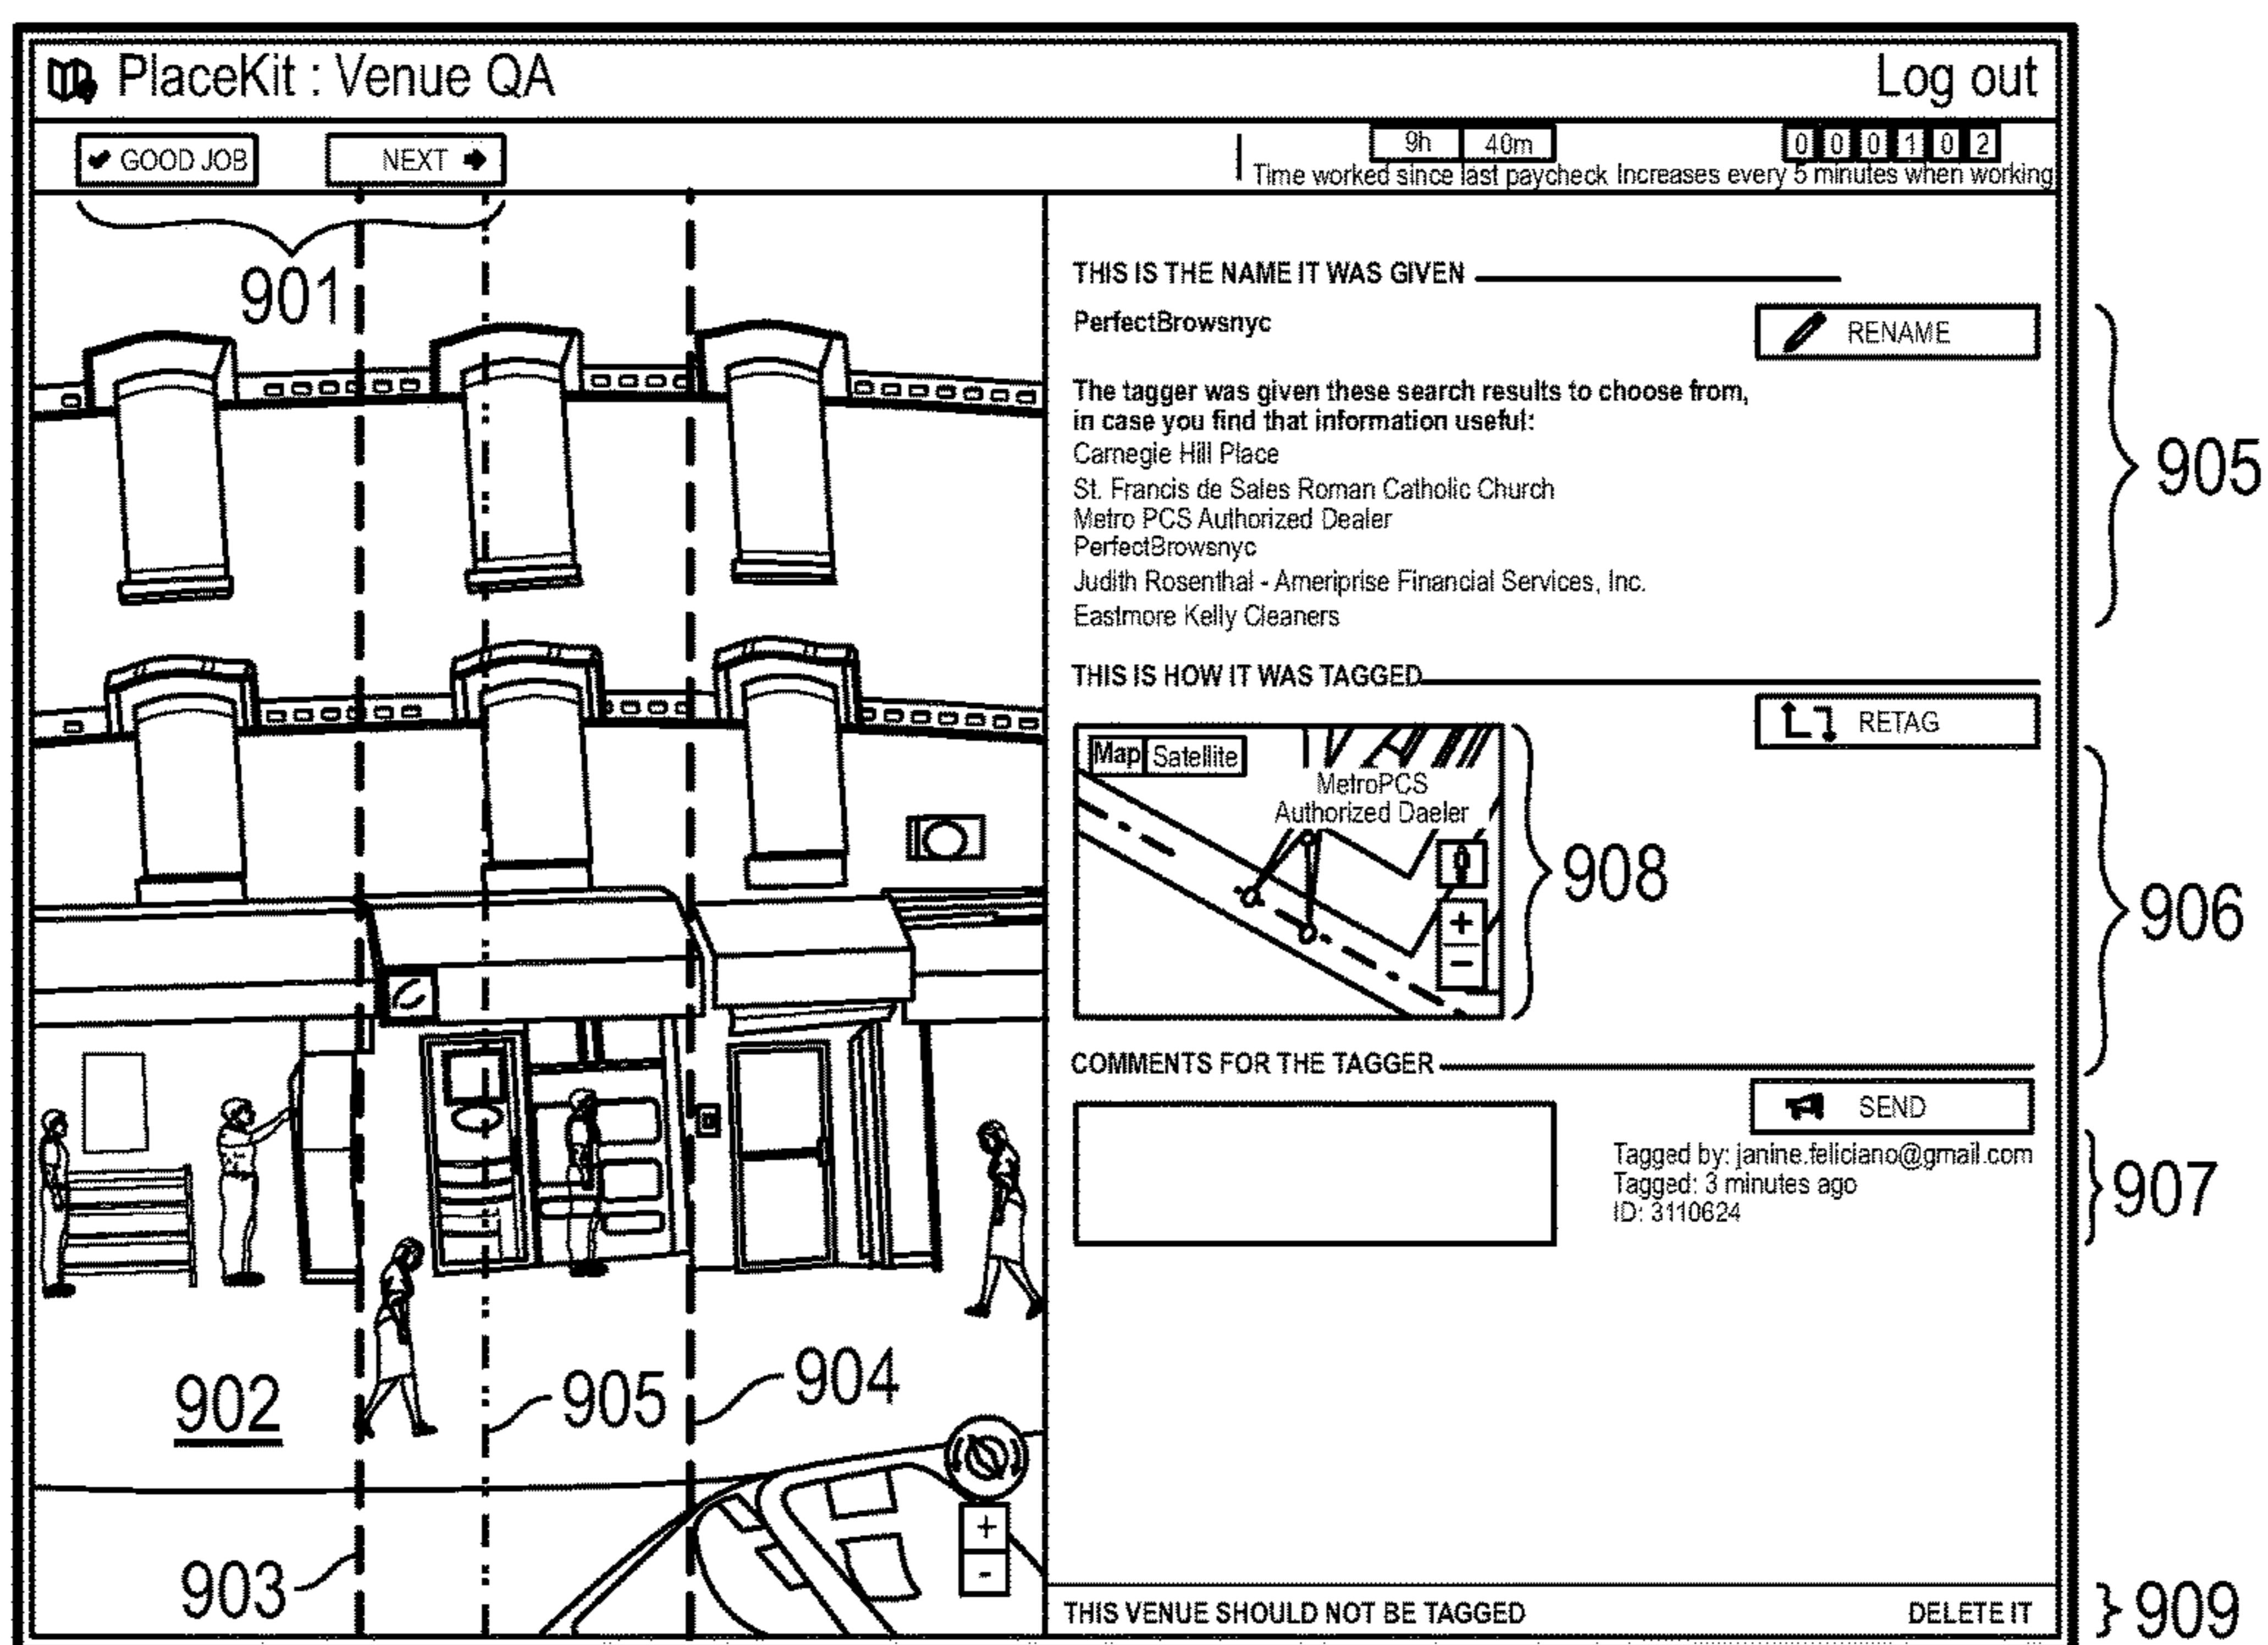 PlaceKit : Venue QA
Log out
GOOD JOB
NEXT
9h 40m
0 0 0 1 0 2
Time worked since last paycheck Increases every 5 minutes when working
901
THIS IS THE NAME IT WAS GIVEN
PerfectBrowsnyc
RENAME
The tagger was given these search results to choose from,
in case you find that information useful:
Carnegie Hill Place
St. Francis de Sales Roman Catholic Church
Metro PCS Authorized Dealer
PerfectBrowsnyc
Judith Rosenthal - Ameriprise Financial Services, Inc.
Eastmore Kelly Cleaners
905
THIS IS HOW IT WAS TAGGED
RETAG
Map Satellite
MetroPCS
Authorized Daeler
+
−
908
906
COMMENTS FOR THE TAGGER
SEND
Tagged by: janine.feliciano@gmail.com
Tagged: 3 minutes ago
ID: 3110624
907
902
905
904
903
+
-
THIS VENUE SHOULD NOT BE TAGGED
DELETE IT
909